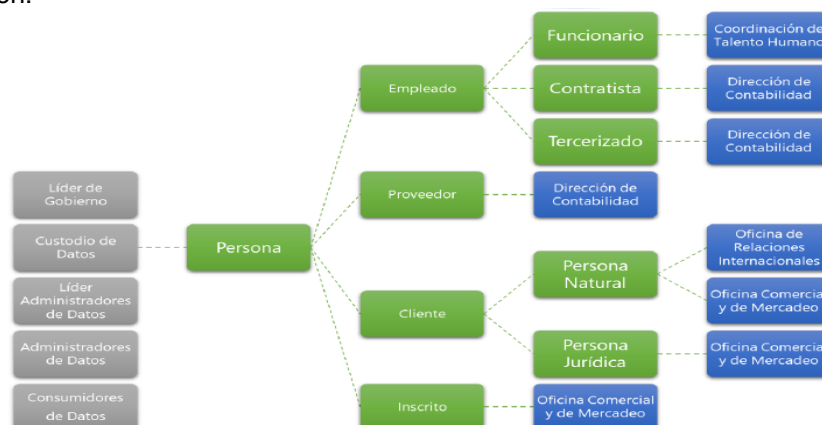 ón.
Líder de
Gobierno
Custodio de
Datos
Líder
Administradores
de Datos
Administradores
de Datos
Consumidores
de Datos
Persona
Empleado
Funcionario
Coordinación de
Talento Humano
Contratista
Dirección de
Contabilidad
Tercerizado
Dirección de
Contabilidad
Proveedor
Dirección de
Contabilidad
Cliente
Persona
Natural
Oficina de
Relaciones
Internacionales
Oficina Comercial
y de Mercadeo
Persona
Jurídica
Oficina Comercial
y de Mercadeo
Inscrito
Oficina Comercial
y de Mercadeo